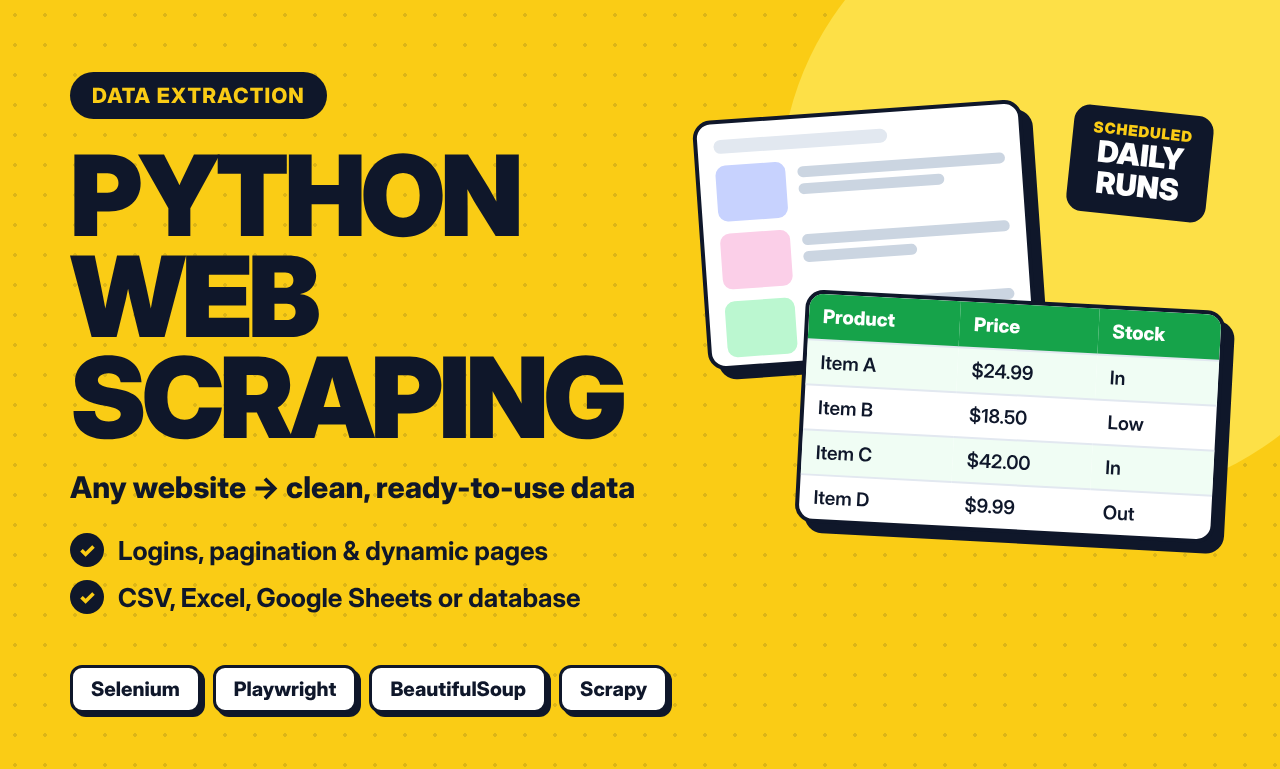 DATA EXTRACTION
PYTHON
WEB
SCRAPING
Any website → clean, ready-to-use data
Logins, pagination & dynamic pages
CSV, Excel, Google Sheets or database
Selenium Playwright BeautifulSoup Scrapy
SCHEDULED
DAILY
RUNS
Product Price Stock
Item A $24.99 In
Item B $18.50 Low
Item C $42.00 In
Item D $9.99 Out